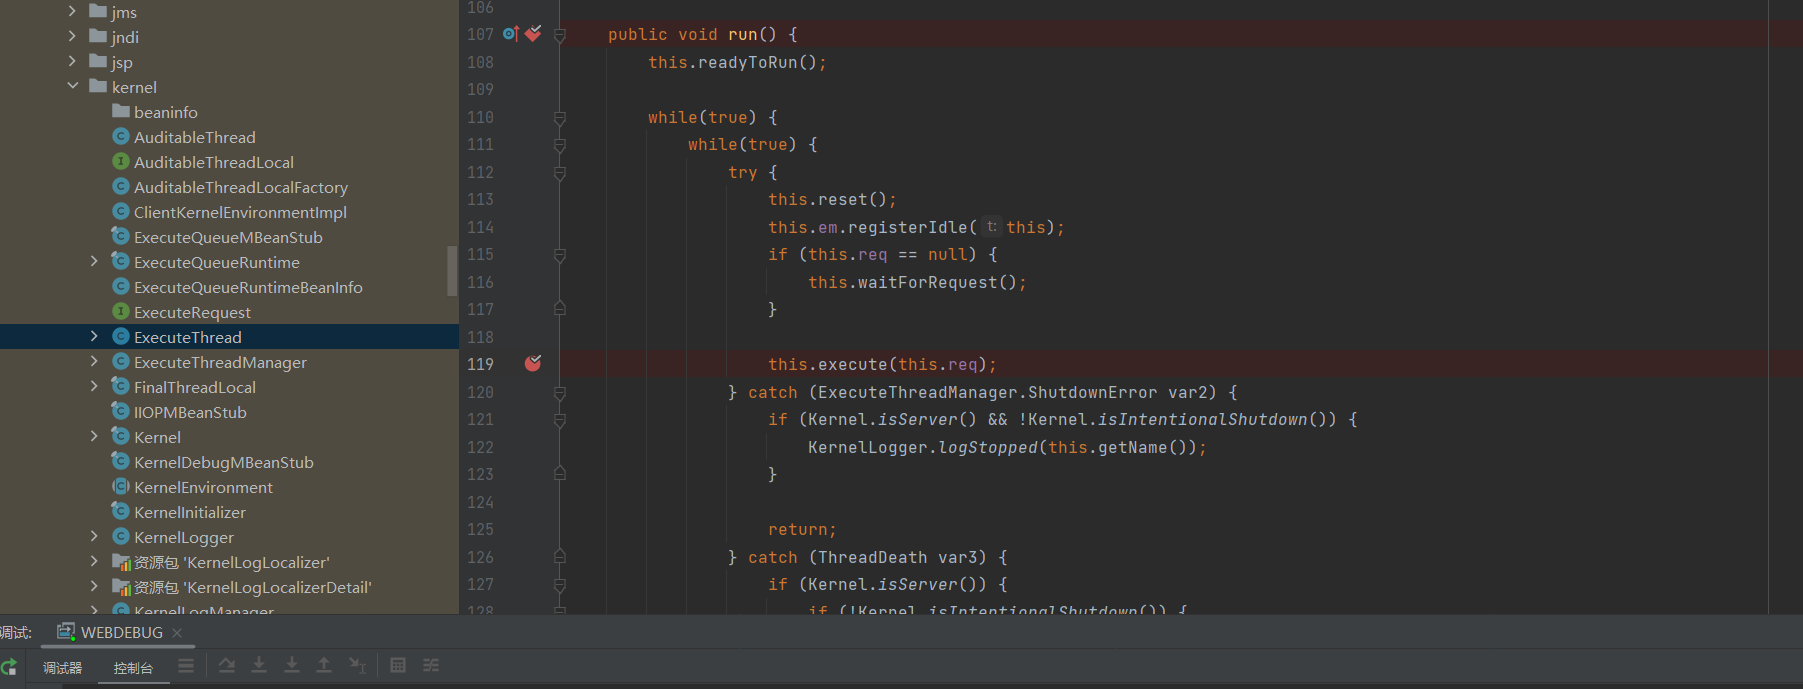 jms
jndi
jsp
kernel
beaninfo
AuditableThread
AuditableThreadLocal
AuditableThreadLocalFactory
ClientKernelEnvironmentImpl
ExecuteQueueMBeanStub
ExecuteQueueRuntime
ExecuteQueueRuntimeBeanInfo
ExecuteRequest
ExecuteThread
ExecuteThreadManager
FinalThreadLocal
IIOPMBeanStub
Kernel
KernelDebugMBeanStub
KernelEnvironment
KernelInitializer
KernelLogger
资源包 'KernelLogLocalizer'
资源包 'KernelLogLocalizerDetail'
KernelLogManager
106
107 public void run() {
108 this.readyToRun();
109
110 while(true) {
111 while(true) {
112 try {
113 this.reset();
114 this.em.registerIdle( t: this);
115 if (this.req == null) {
116 this.waitForRequest();
117 }
118
119 this.execute(this.req);
120 } catch (ExecuteThreadManager.ShutdownError var2) {
121 if (Kernel.isServer() && !Kernel.isIntentionalShutdown()) {
122 KernelLogger.logStopped(this.getName());
123 }
124
125 return;
126 } catch (ThreadDeath var3) {
127 if (Kernel.isServer()) {
128 if (!Kernel.isIntentionalShutdown()) {
调试: WEBDEBUG
调试器 控制台